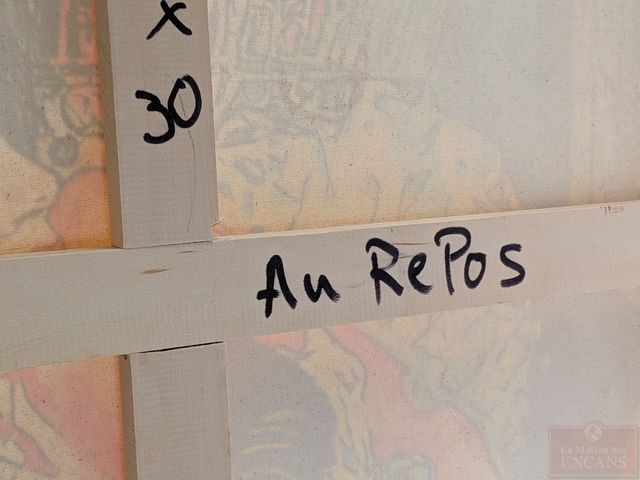 x
30
Au RePos
La Maison des
ENCANS